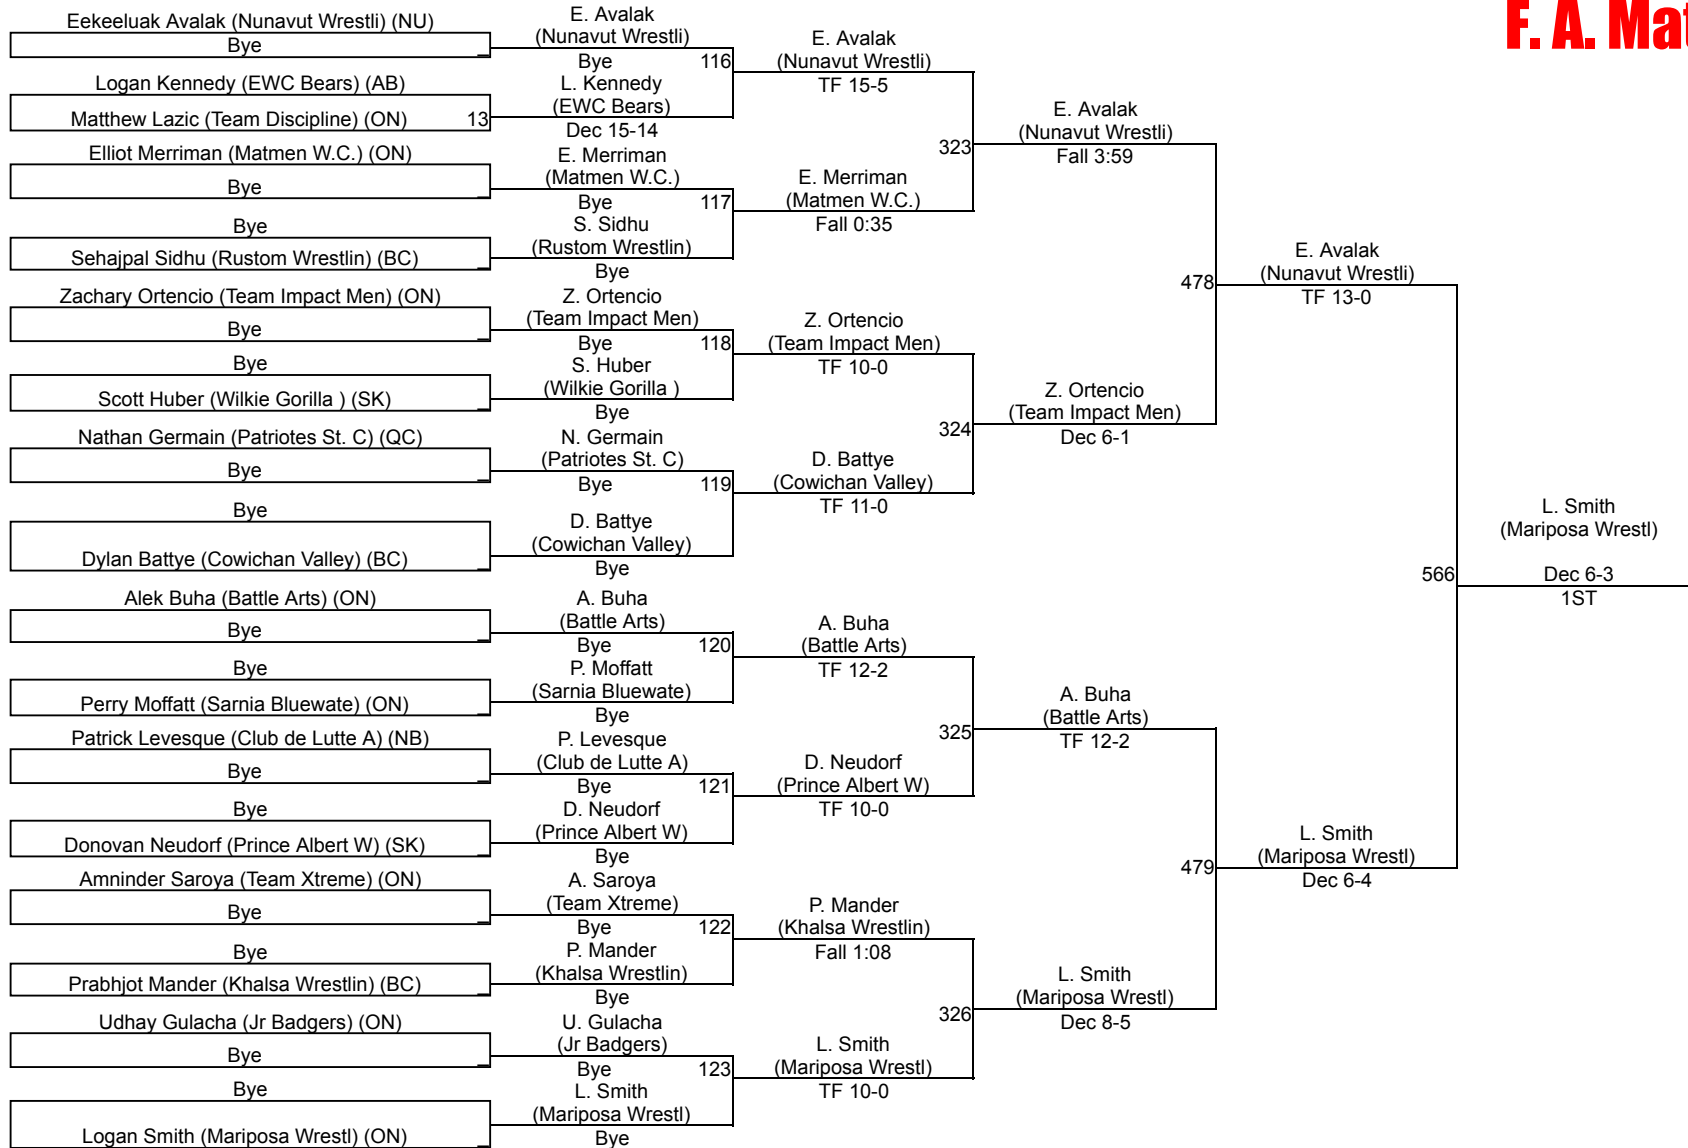 F. A. Mat
Eekeeluak Avalak (Nunavut Wrestli) (NU)
Bye
Logan Kennedy (EWC Bears) (AB)
Matthew Lazic (Team Discipline) (ON) 13
Elliot Merriman (Matmen W.C.) (ON)
Bye
Bye
Sehajpal Sidhu (Rustom Wrestlin) (BC)
Zachary Ortencio (Team Impact Men) (ON)
Bye
Bye
Scott Huber (Wilkie Gorilla ) (SK)
Nathan Germain (Patriotes St. C) (QC)
Bye
Bye
Dylan Battye (Cowichan Valley) (BC)
Alek Buha (Battle Arts) (ON)
Bye
Bye
Perry Moffatt (Sarnia Bluewate) (ON)
Patrick Levesque (Club de Lutte A) (NB)
Bye
Bye
Donovan Neudorf (Prince Albert W) (SK)
Amninder Saroya (Team Xtreme) (ON)
Bye
Bye
Prabhjot Mander (Khalsa Wrestlin) (BC)
Udhay Gulacha (Jr Badgers) (ON)
Bye
Bye
Logan Smith (Mariposa Wrestl) (ON)
E. Avalak
(Nunavut Wrestli)
Bye 116
L. Kennedy
(EWC Bears)
Dec 15-14
E. Merriman
(Matmen W.C.)
Bye 117
S. Sidhu
(Rustom Wrestlin)
Bye
Z. Ortencio
(Team Impact Men)
Bye 118
S. Huber
(Wilkie Gorilla )
Bye
N. Germain
(Patriotes St. C)
Bye 119
D. Battye
(Cowichan Valley)
Bye
A. Buha
(Battle Arts)
Bye 120
P. Moffatt
(Sarnia Bluewate)
Bye
P. Levesque
(Club de Lutte A)
Bye 121
D. Neudorf
(Prince Albert W)
Bye
A. Saroya
(Team Xtreme)
Bye 122
P. Mander
(Khalsa Wrestlin)
Bye
U. Gulacha
(Jr Badgers)
Bye 123
L. Smith
(Mariposa Wrestl)
Bye
E. Avalak
(Nunavut Wrestli)
TF 15-5
323
E. Merriman
(Matmen W.C.)
Fall 0:35
Z. Ortencio
(Team Impact Men)
TF 10-0
324
D. Battye
(Cowichan Valley)
TF 11-0
A. Buha
(Battle Arts)
TF 12-2
325
D. Neudorf
(Prince Albert W)
TF 10-0
P. Mander
(Khalsa Wrestlin)
Fall 1:08
326
L. Smith
(Mariposa Wrestl)
TF 10-0
E. Avalak
(Nunavut Wrestli)
Fall 3:59
478
Z. Ortencio
(Team Impact Men)
Dec 6-1
A. Buha
(Battle Arts)
TF 12-2
479
L. Smith
(Mariposa Wrestl)
Dec 8-5
E. Avalak
(Nunavut Wrestli)
TF 13-0
566
L. Smith
(Mariposa Wrestl)
Dec 6-4
L. Smith
(Mariposa Wrestl)
Dec 6-3
1ST